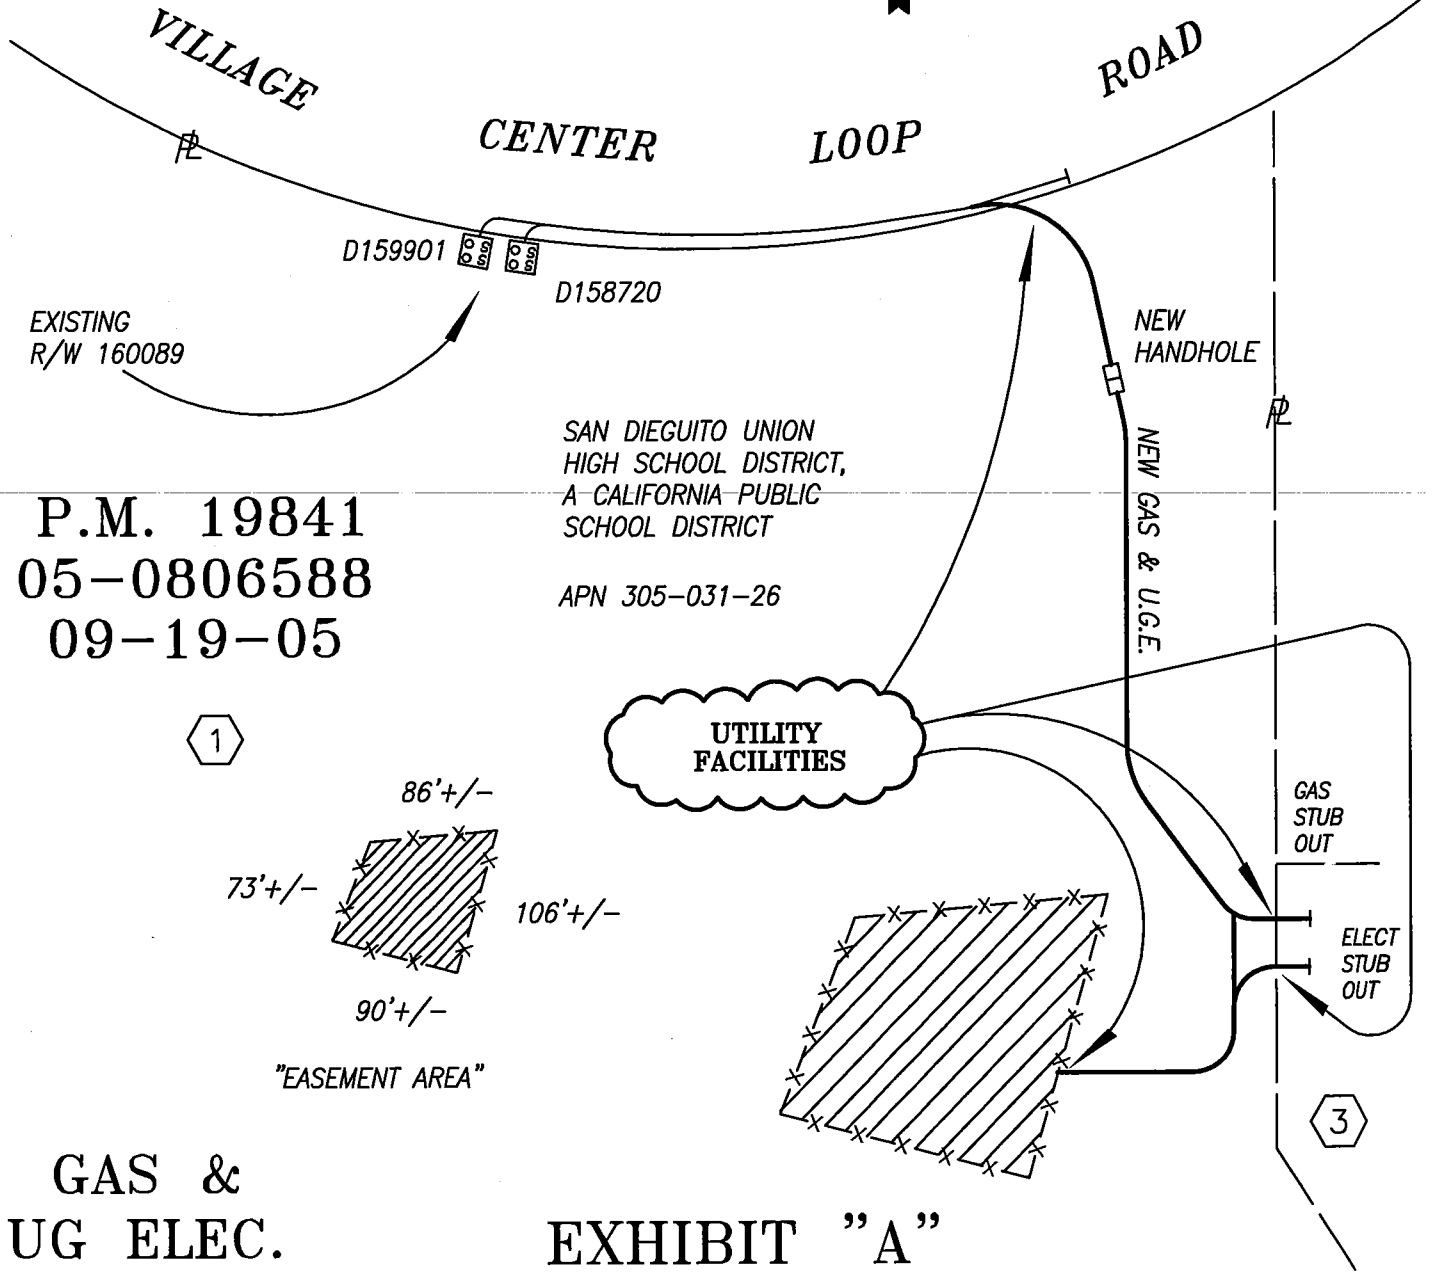 VILLAGE CENTER LOOP ROAD
PL
D159901
D158720
EXISTING
R/W 160089
NEW
HANDHOLE
PL
SAN DIEGUITO UNION
HIGH SCHOOL DISTRICT,
A CALIFORNIA PUBLIC
SCHOOL DISTRICT
APN 305-031-26
NEW GAS & U.G.E.
P.M. 19841
05-0806588
09-19-05
1
UTILITY
FACILITIES
86'+/-
73'+/-
106'+/-
90'+/-
"EASEMENT AREA"
GAS
STUB
OUT
ELECT
STUB
OUT
3
GAS &
UG ELEC.
EXHIBIT "A"